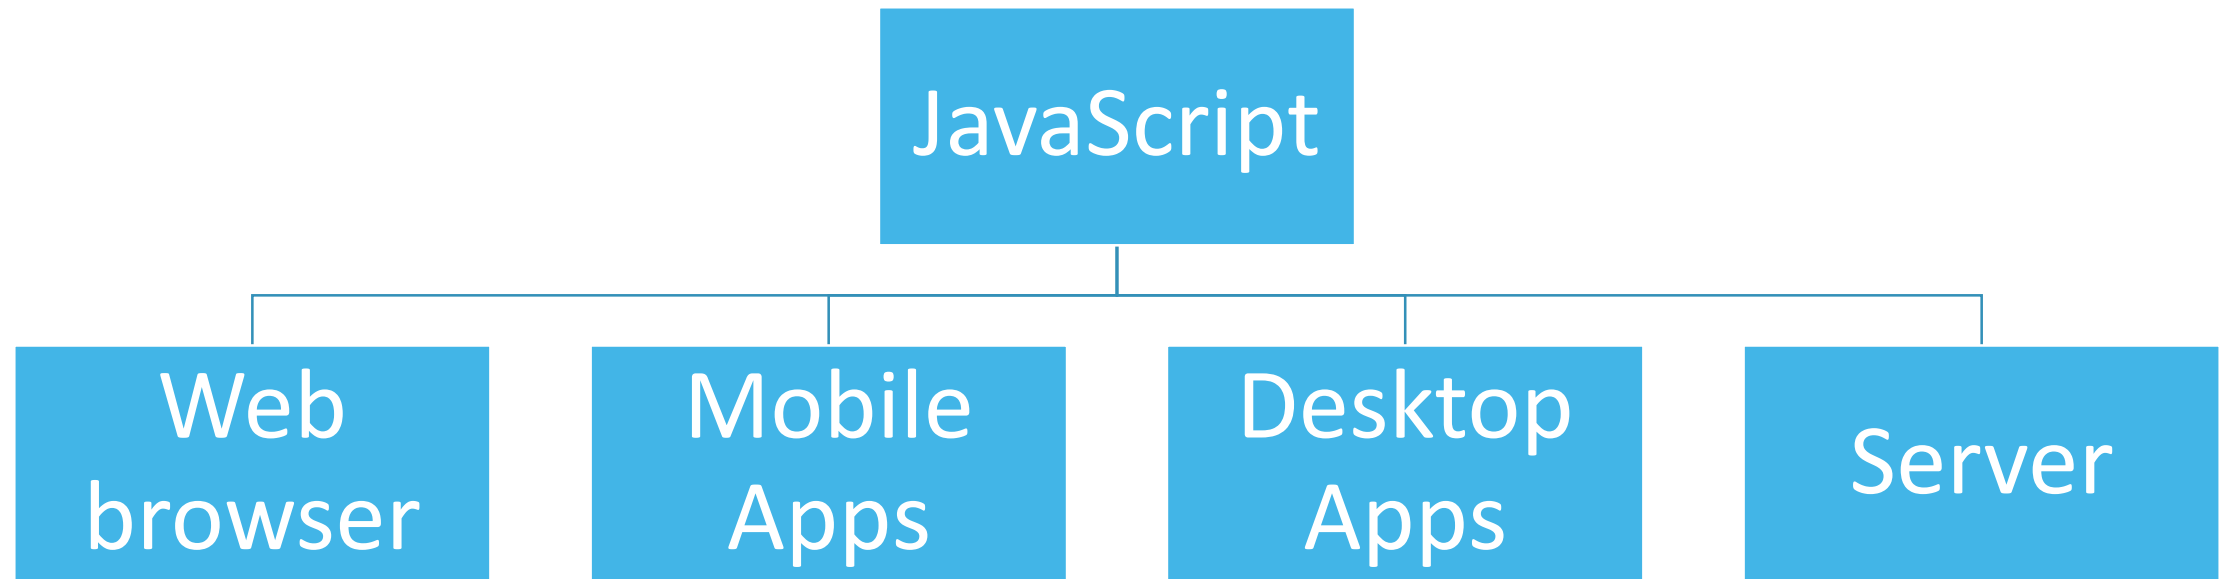 JavaScript
Web
browser
Mobile
Apps
Desktop
Apps
Server